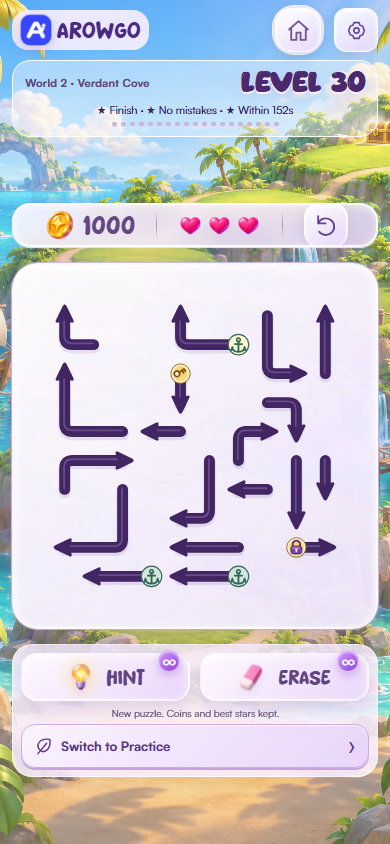 AROWGO
World 2 • Verdant Cove
LEVEL 30
★ Finish • ★ No mistakes • ★ Within 152s
1000
HINT
∞
ERASE
∞
New puzzle. Coins and best stars kept.
Switch to Practice